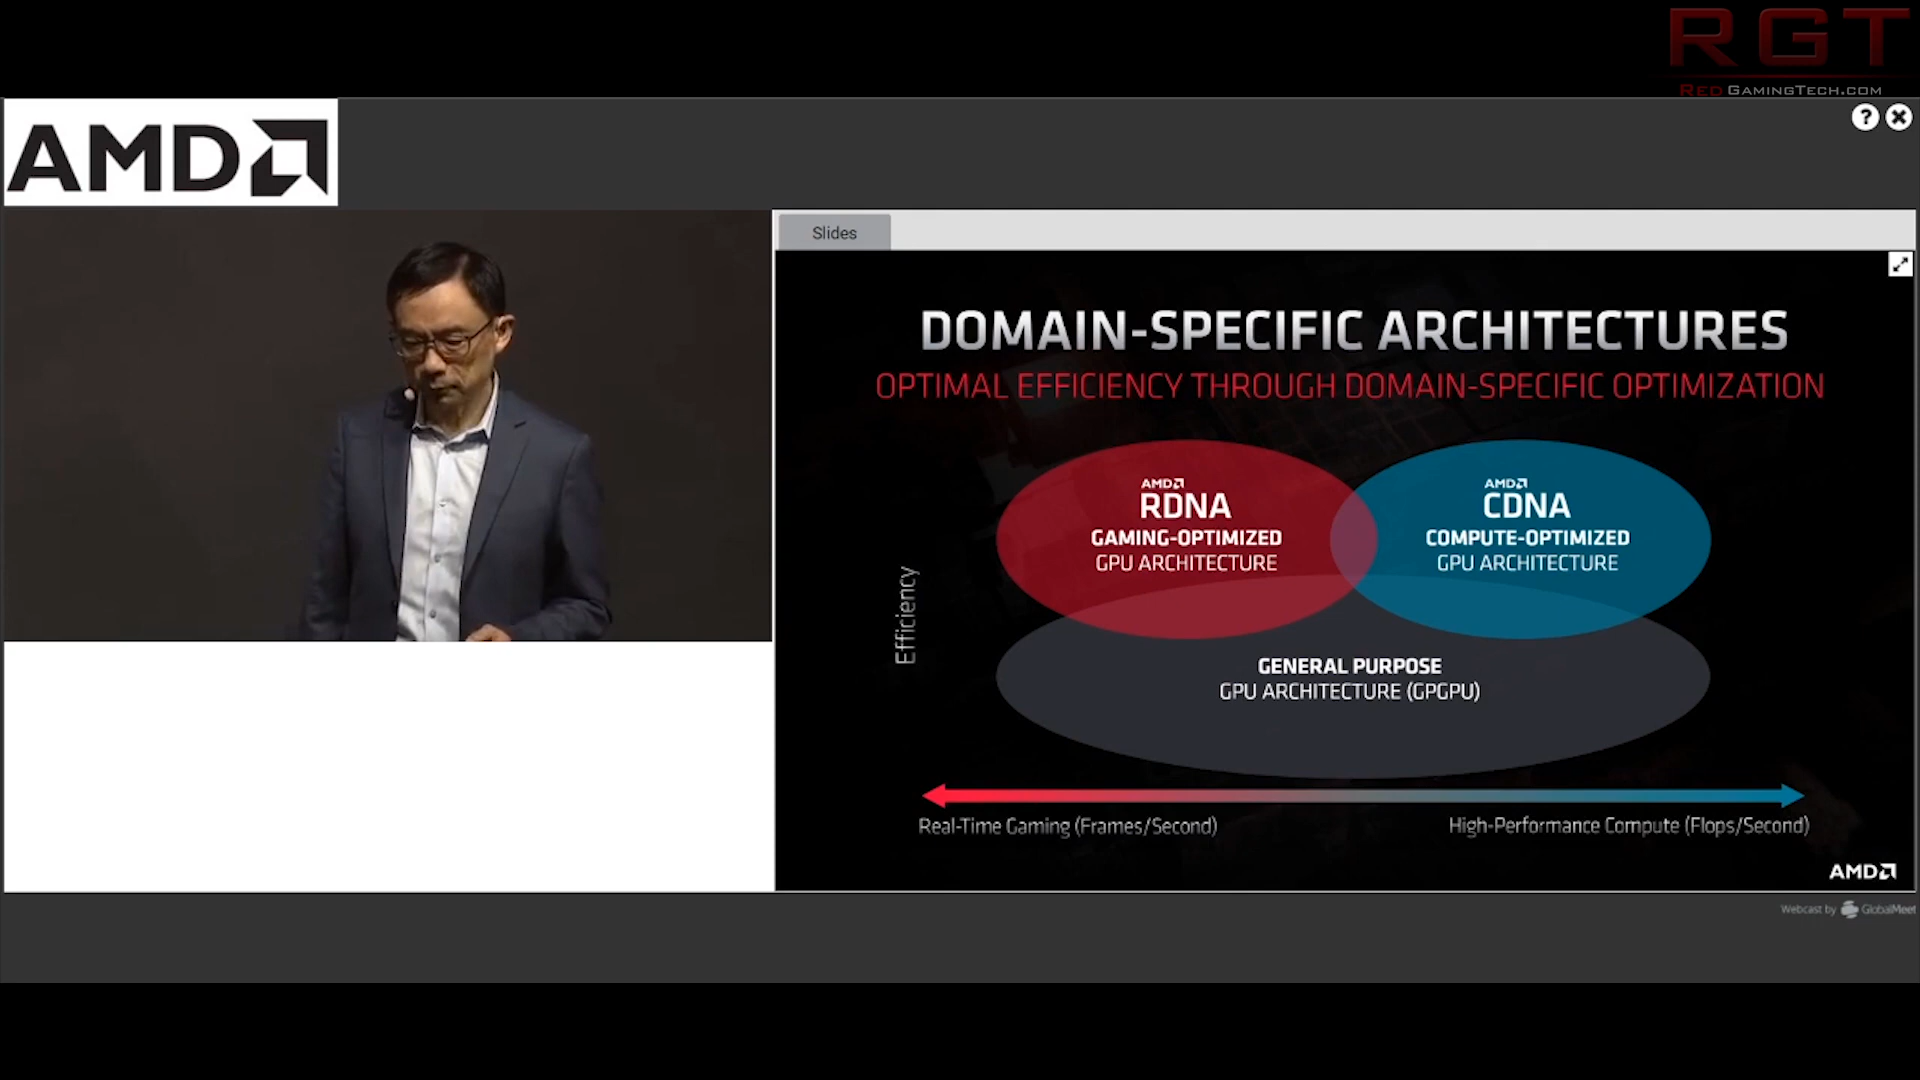 RGT
REDGAMINGTECH.COM
AMD
?
Slides
DOMAIN-SPECIFIC ARCHITECTURES
OPTIMAL EFFICIENCY THROUGH DOMAIN-SPECIFIC OPTIMIZATION
AMD
RDNA
GAMING-OPTIMIZED
GPU ARCHITECTURE
AMD
CDNA
COMPUTE-OPTIMIZED
GPU ARCHITECTURE
Efficiency
GENERAL PURPOSE
GPU ARCHITECTURE (GPGPU)
Real-Time Gaming (Frames/Second)
High-Performance Compute (Flops/Second)
AMD
Webcast by GlobalMeet